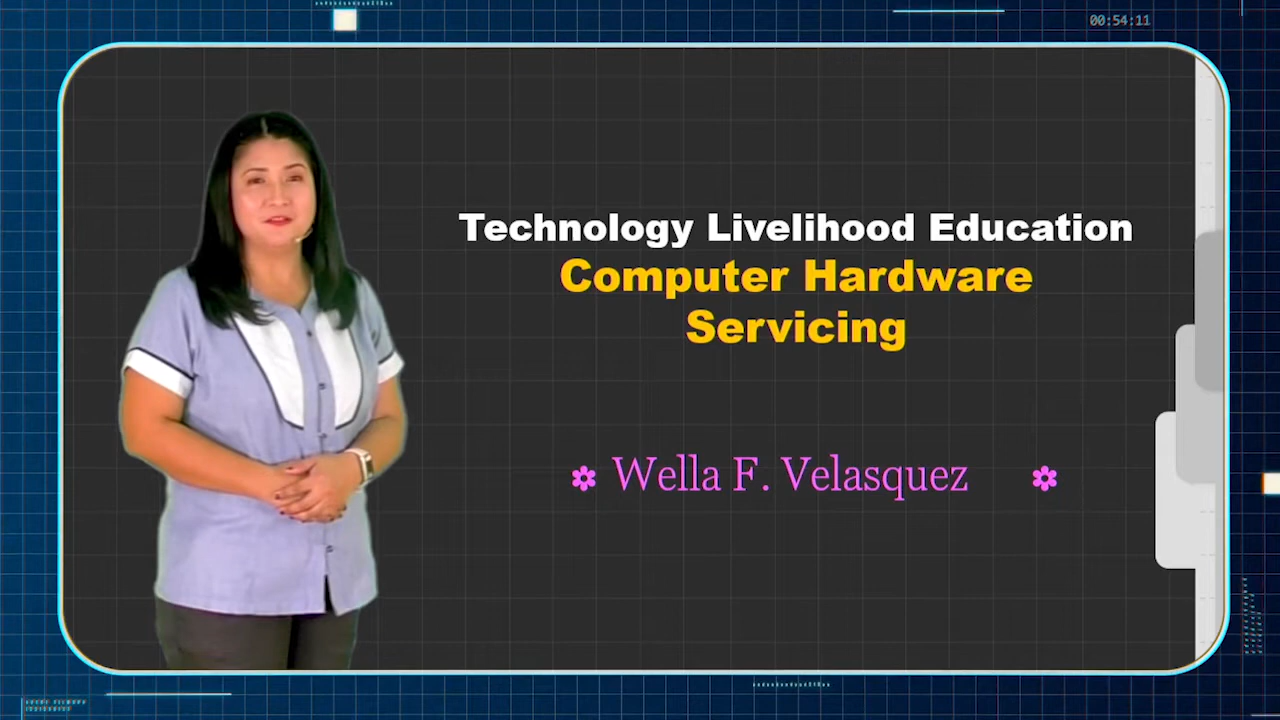 00:54:11
Technology Livelihood Education
Computer Hardware
Servicing
✽ Wella F. Velasquez ✽